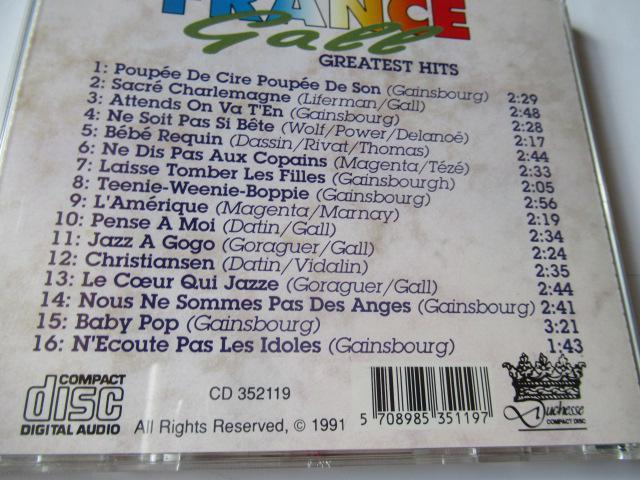 FRANCE
Gall
GREATEST HITS
1: Poupée De Cire Poupée De Son (Gainsbourg) 2:29
2: Sacré Charlemagne (Liferman/Gall) 2:48
3: Attends On Va T'En (Gainsbourg) 2:28
4: Ne Soit Pas Si Bête (Wolf/Power/Delanoë) 2:17
5: Bébé Requin (Dassin/Rivat/Thomas) 2:44
6: Ne Dis Pas Aux Copains (Magenta/Tézé) 2:33
7: Laisse Tomber Les Filles (Gainsbourgh) 2:05
8: Teenie-Weenie-Boppie (Gainsbourg) 2:56
9: L'Amérique (Magenta/Marnay) 2:19
10: Pense A Moi (Datin/Gall) 2:34
11: Jazz A Gogo (Goraguer/Gall) 2:24
12: Christiansen (Datin/Vidalin) 2:35
13: Le Cœur Qui Jazze (Goraguer/Gall) 2:44
14: Nous Ne Sommes Pas Des Anges (Gainsbourg) 2:41
15: Baby Pop (Gainsbourg) 3:21
16: N'Ecoute Pas Les Idoles (Gainsbourg) 1:43
COMPACT
disc
DIGITAL AUDIO
CD 352119
All Rights Reserved, © 1991
5 708985 351197
Duchesse
COMPACT DISC